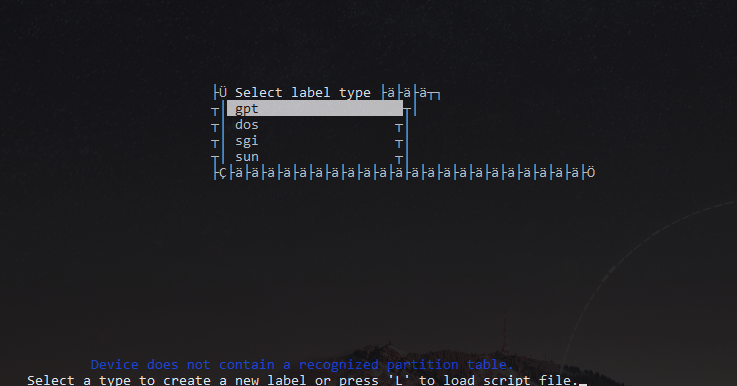 ├Ü Select label type ├ä├ä├ä┬┐
┬│ gpt ┬│
┬│ dos ┬│
┬│ sgi ┬│
┬│ sun ┬│
├Ç├ä├ä├ä├ä├ä├ä├ä├ä├ä├ä├ä├ä├ä├ä├ä├ä├ä├ä├ä├ä├ä├ä├Ö
Device does not contain a recognized partition table.
Select a type to create a new label or press 'L' to load script file.